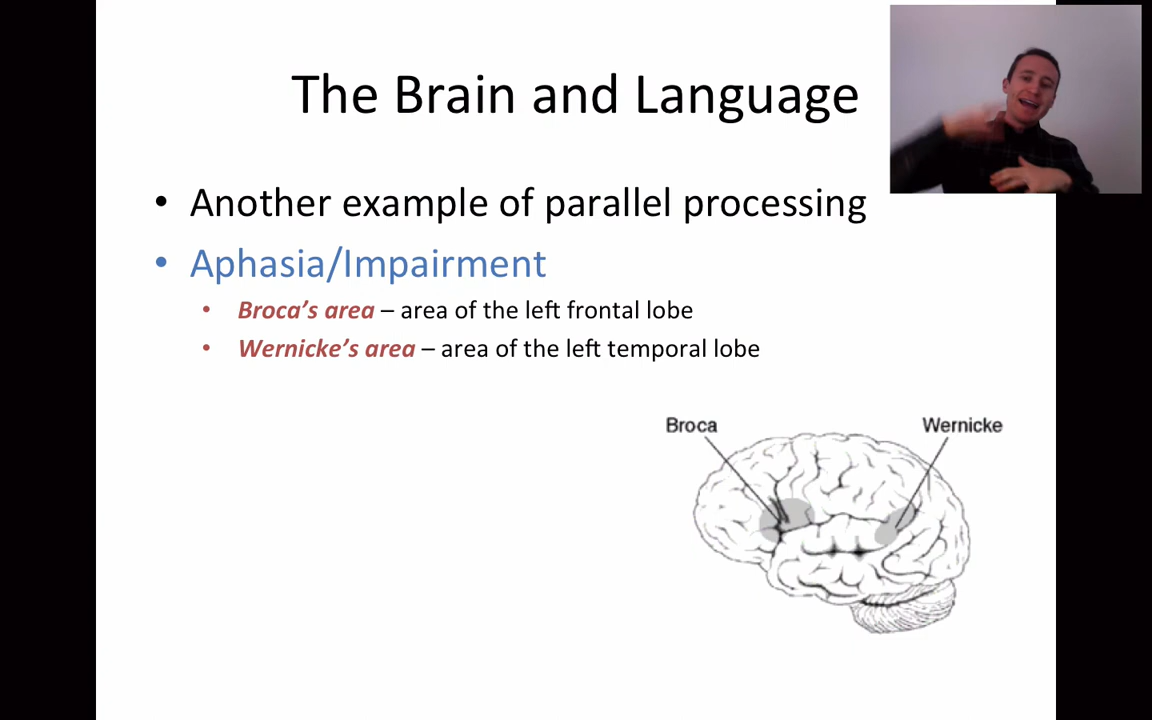 The Brain and Language
• Another example of parallel processing
• Aphasia/Impairment
• Broca’s area – area of the left frontal lobe
• Wernicke’s area – area of the left temporal lobe
Broca
Wernicke